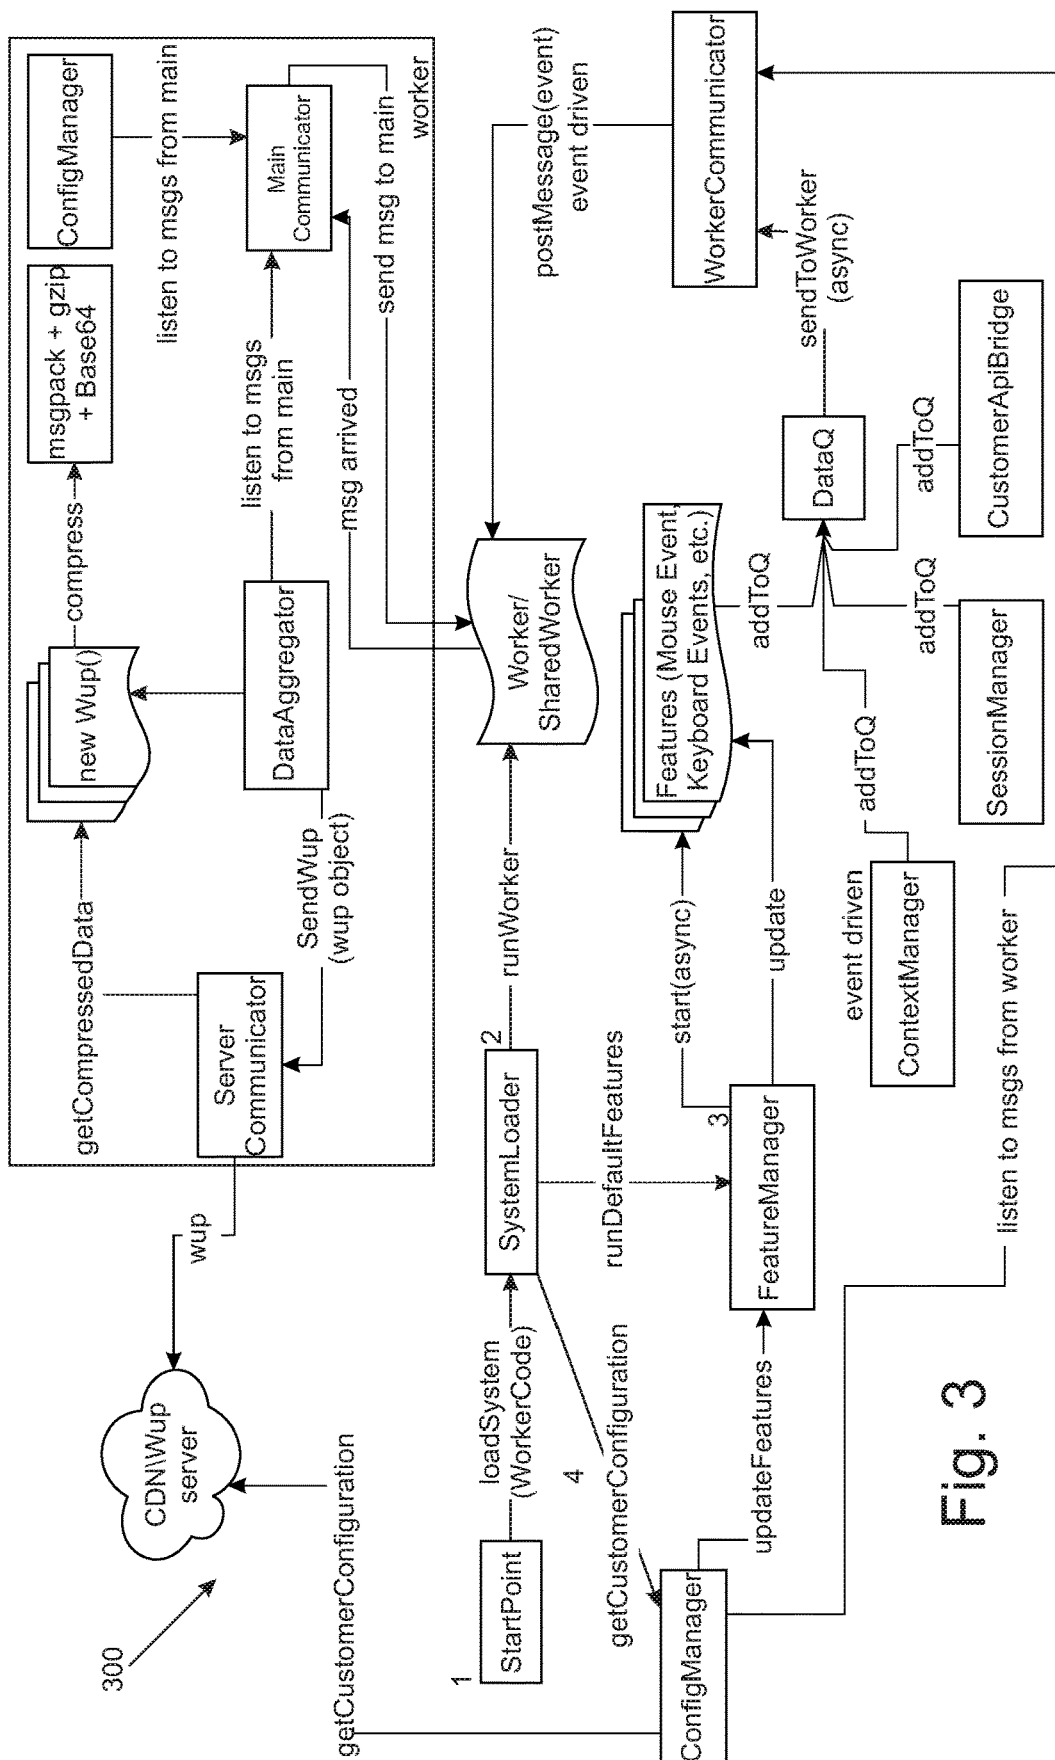 300
CDN\Wup
server
wup
getCustomerConfiguration
getCompressedData
Server
Communicator
SendWup
(wup object)
new Wup()
compress
msgpack + gzip
+ Base64
ConfigManager
DataAggregator
listen to msgs
from main
listen to msgs from main
Main
Communicator
msg arrived
send msg to main
worker
1
StartPoint
loadSystem
(WorkerCode)
SystemLoader
2
runWorker
Worker/
SharedWorker
postMessage(event)
event driven
4
getCustomerConfiguration
runDefaultFeatures
ConfigManager
updateFeatures
FeatureManager
3
start(async)
update
Features (Mouse Event,
Keyboard Events, etc.)
addToQ
DataQ
sendToWorker
(async)
WorkerCommunicator
event driven
ContextManager
addToQ
addToQ
SessionManager
addToQ
CustomerApiBridge
listen to msgs from worker
Fig. 3